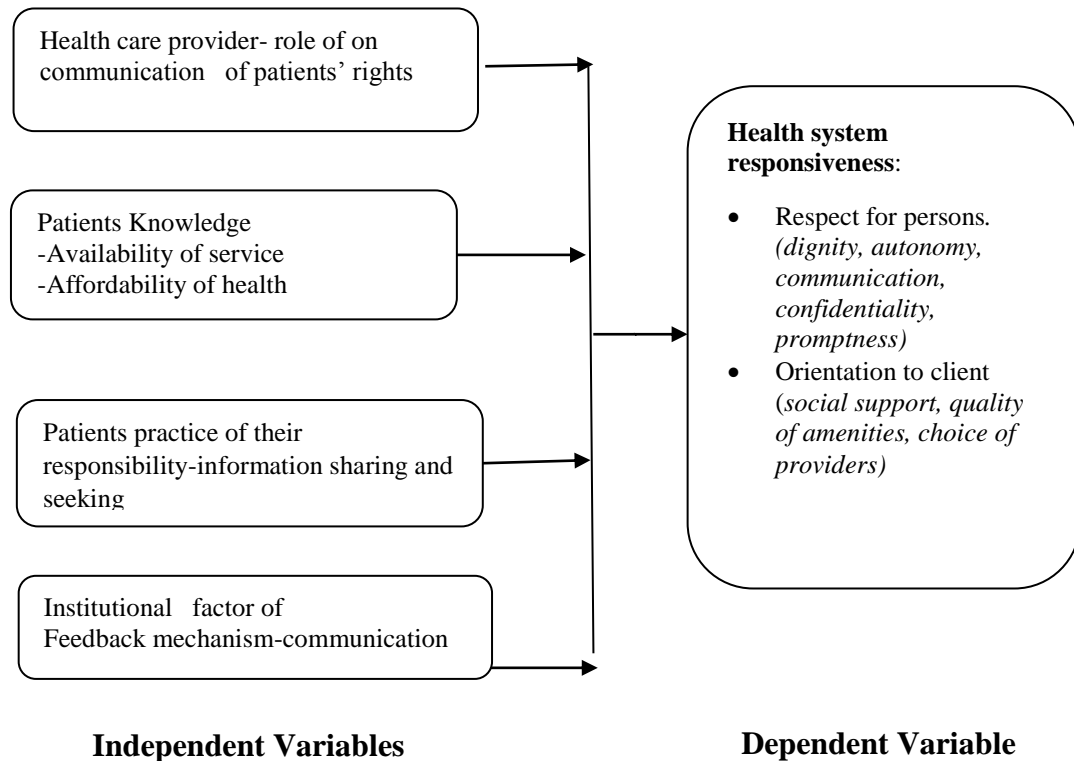 Health care provider- role of on
communication of patients' rights
Patients Knowledge
-Availability of service
-Affordability of health
Patients practice of their
responsibility-information sharing and
seeking
Institutional factor of
Feedback mechanism-communication
Independent Variables
Health system
responsiveness:
• Respect for persons.
(dignity, autonomy,
communication,
confidentiality,
promptness)
• Orientation to client
(social support, quality
of amenities, choice of
providers)
Dependent Variable